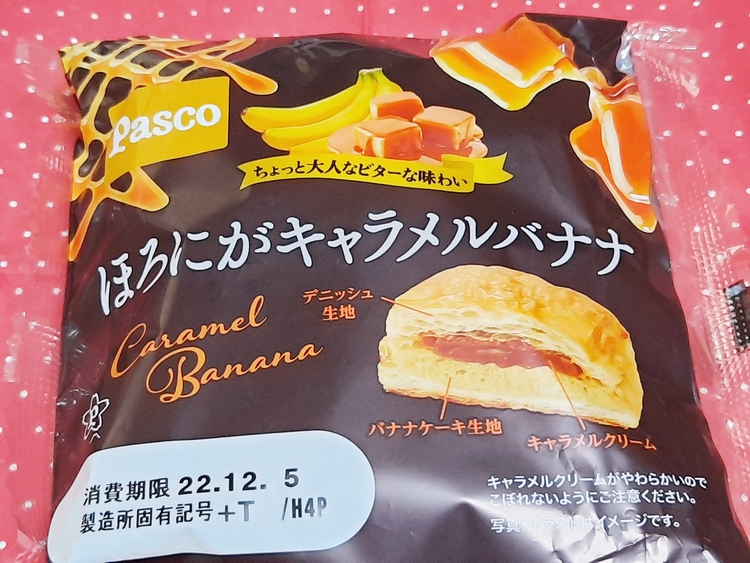 Pasco
ちょっと大人なビターな味わい
ほろにがキャラメルバナナ
Caramel
Banana
デニッシュ
生地
バナナケーキ生地
キャラメルクリーム
消費期限 22.12. 5
製造所固有記号 +T /H4P
キャラメルクリームがやわらかいので
こぼれないようにご注意ください。
写真・イラストはイメージです。